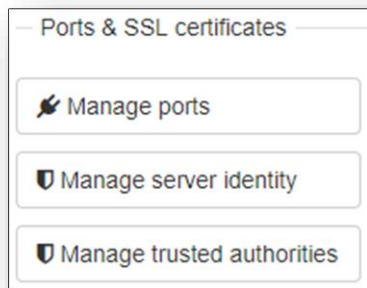 Ports & SSL certificates
Manage ports
Manage server identity
Manage trusted authorities